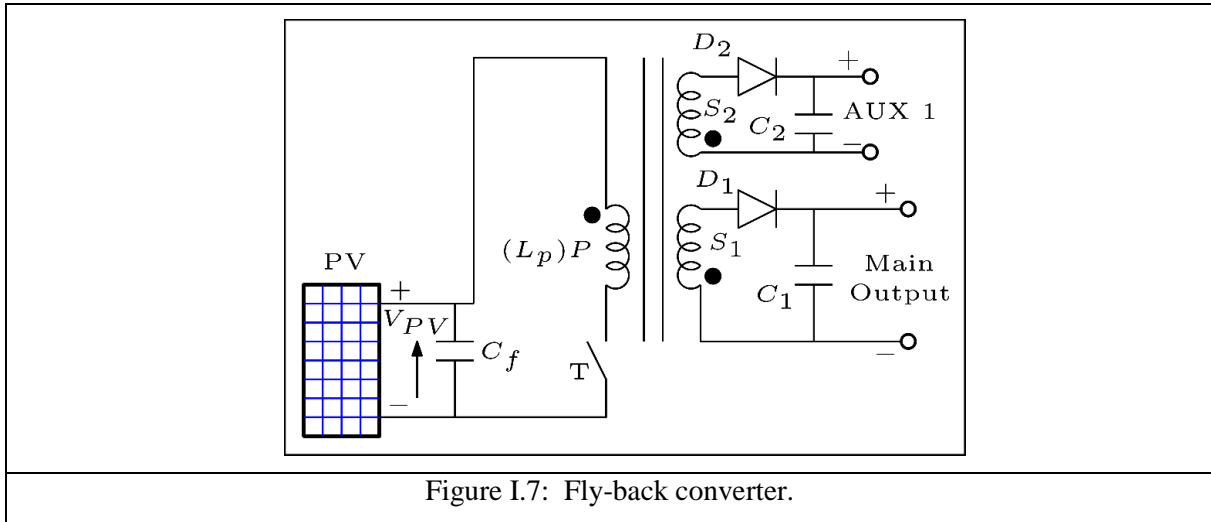 D2
+
S2
AUX 1
C2
−
D1
+
(Lp)P
S1
PV
Main
Output
C1
+
VPV
Cf
T
−
−
Figure I.7: Fly-back converter.